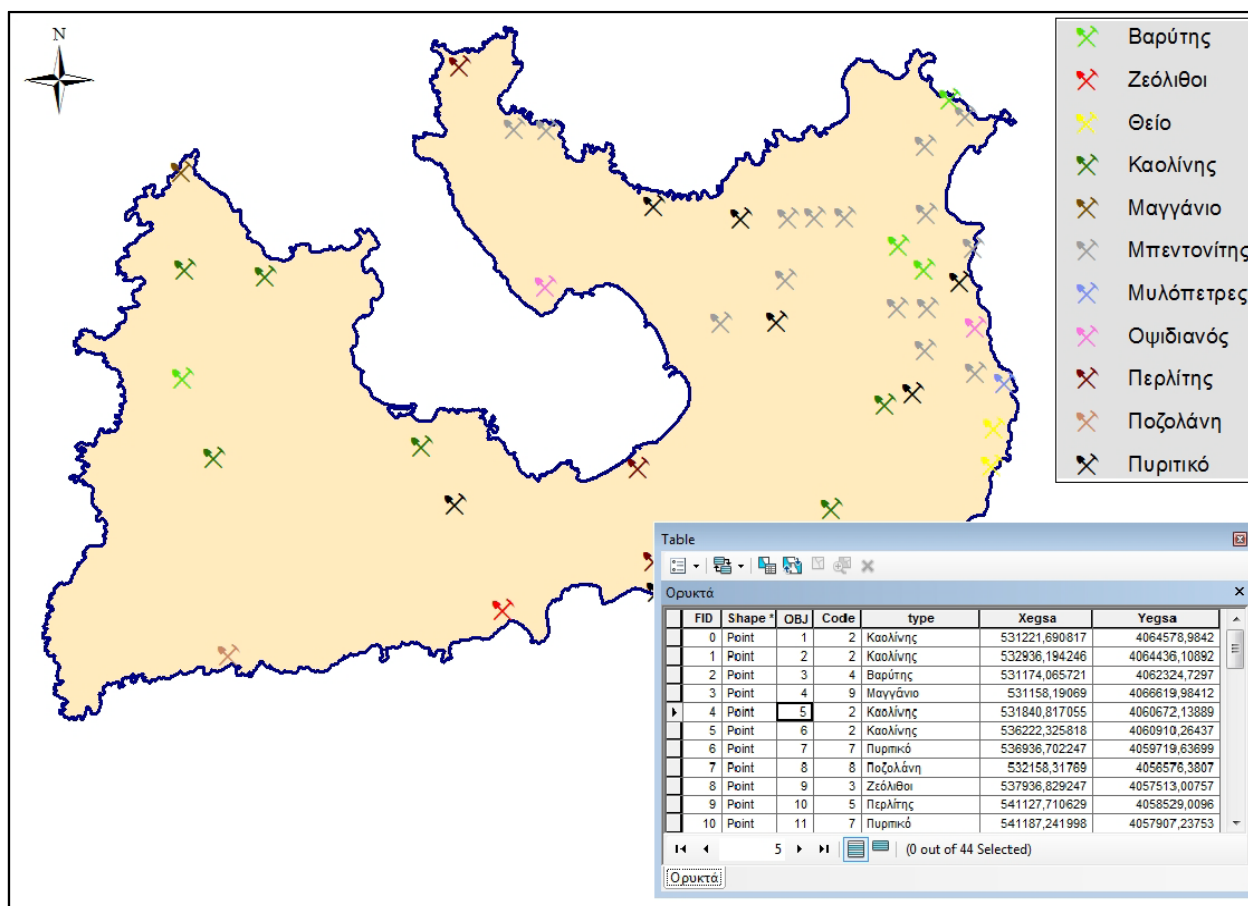 N
Βαρύτης
Ζεόλιθοι
Θείο
Καολίνης
Μαγγάνιο
Μπεντονίτης
Μυλόπετρες
Οψιδιανός
Περλίτης
Ποζολάνη
Πυριτικό
Table
Ορυκτά
FID Shape * OBJ Code type Xegsa Yegsa
0 Point 1 2 Καολίνης 531221,690817 4064578,9842
1 Point 2 2 Καολίνης 532936,194246 4064436,10892
2 Point 3 4 Βαρύτης 531174,065721 4062324,7297
3 Point 4 9 Μαγγάνιο 531158,19069 4066619,98412
4 Point 5 2 Καολίνης 531840,817055 4060672,13889
5 Point 6 2 Καολίνης 536222,325818 4060910,26437
6 Point 7 7 Πυριτικό 536936,702247 4059719,63699
7 Point 8 8 Ποζολάνη 532158,31769 4056576,3807
8 Point 9 3 Ζεόλιθοι 537936,829247 4057513,00757
9 Point 10 5 Περλίτης 541127,710629 4058529,0096
10 Point 11 7 Πυριτικό 541187,241998 4057907,23753
5 (0 out of 44 Selected)
Ορυκτά